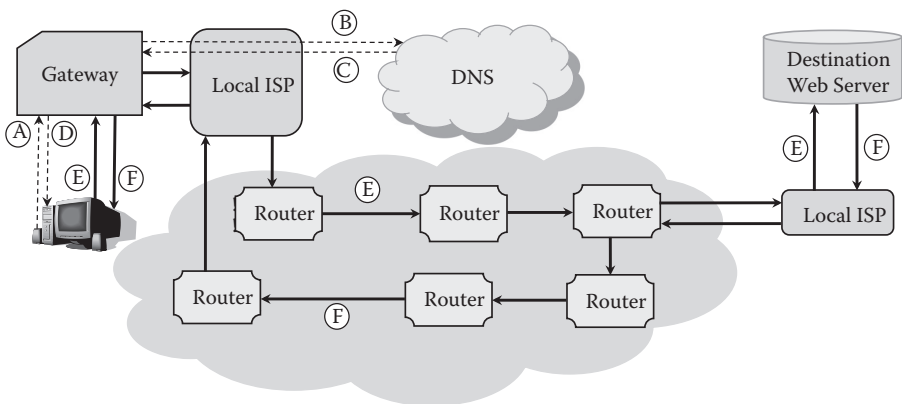 B
Gateway
Local ISP
C
DNS
Destination
Web Server
A
D
E
F
E
F
Router
E
Router
Router
Local ISP
Router
F
Router
Router